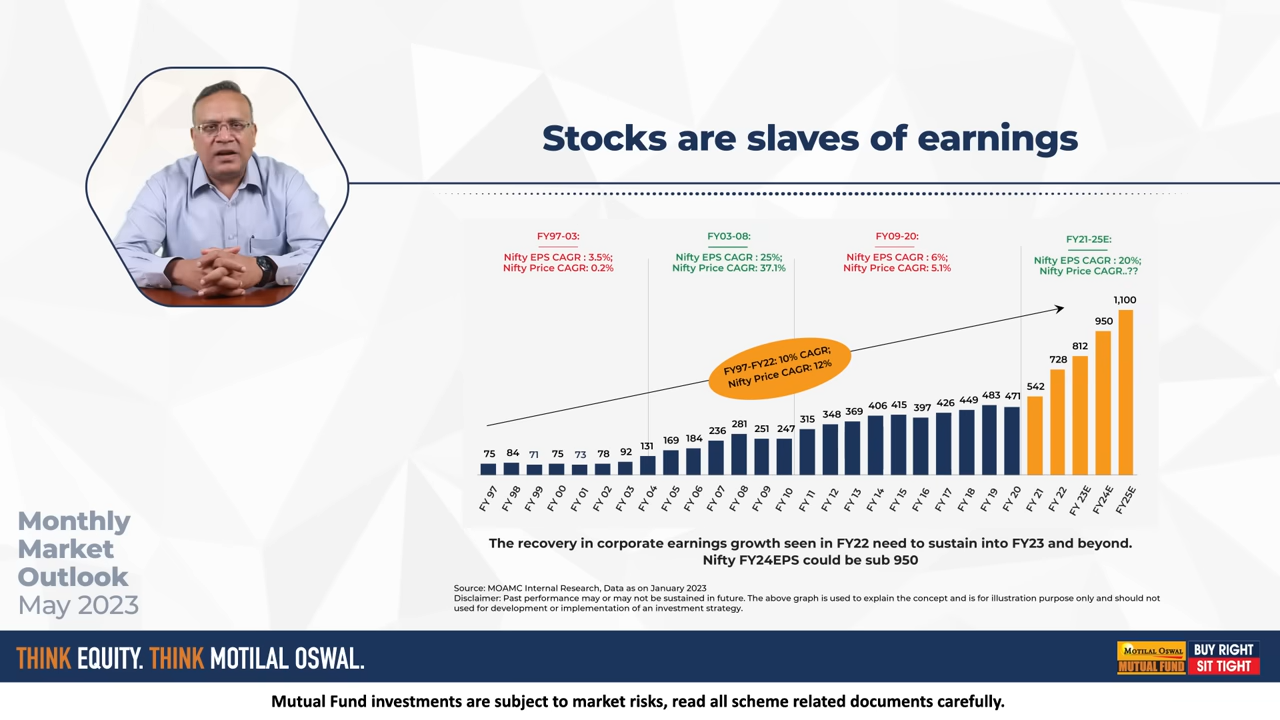 Stocks are slaves of earnings
FY97-03:
Nifty EPS CAGR : 3.5%;
Nifty Price CAGR: 0.2%
FY03-08:
Nifty EPS CAGR : 25%;
Nifty Price CAGR: 37.1%
FY09-20:
Nifty EPS CAGR : 6%;
Nifty Price CAGR: 5.1%
FY21-25E:
Nifty EPS CAGR : 20%;
Nifty Price CAGR..??
FY97-FY22: 10% CAGR;
Nifty Price CAGR: 12%
75 84 71 75 73 78 92 131 169 184 236 281 251 247 315 348 369 406 415 397 426 449 483 471 542 728 812 950 1,100
FY 97 FY 98 FY 99 FY 00 FY 01 FY 02 FY 03 FY 04 FY 05 FY 06 FY 07 FY 08 FY 09 FY 10 FY 11 FY 12 FY 13 FY 14 FY 15 FY 16 FY 17 FY 18 FY 19 FY 20 FY 21 FY 22 FY 23E FY24E FY25E
The recovery in corporate earnings growth seen in FY22 need to sustain into FY23 and beyond.
Nifty FY24EPS could be sub 950
Source: MOAMC Internal Research, Data as on January 2023
Disclaimer: Past performance may or may not be sustained in future. The above graph is used to explain the concept and is for illustration purpose only and should not
used for development or implementation of an investment strategy.
Monthly
Market
Outlook
May 2023
THINK EQUITY. THINK MOTILAL OSWAL.
MOTILAL OSWAL
MUTUAL FUND
BUY RIGHT
SIT TIGHT
Mutual Fund investments are subject to market risks, read all scheme related documents carefully.